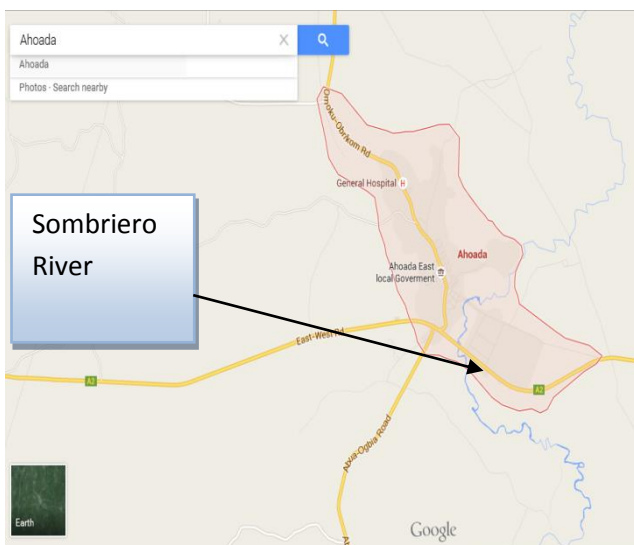 Ahoada
X
Ahoada
Photos - Search nearby
Omoku-Obrikom Rd
General Hospital H
Sombriero
River
Ahoada
Ahoada East
local Goverment
East-West Rd
A2
A2
Abua-Ogbia Road
Earth
Google